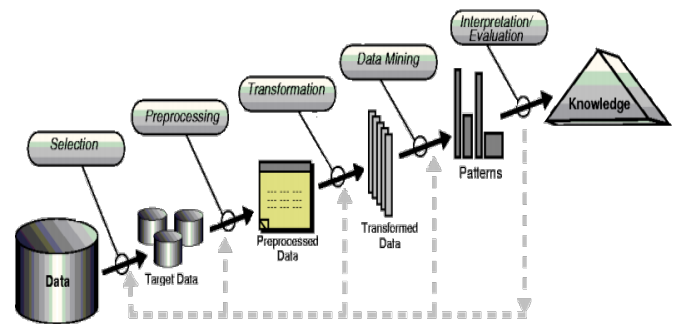 Interpretation/
Evaluation
Data Mining
Transformation
Preprocessing
Selection
Knowledge
Patterns
Transformed
Data
Preprocessed
Data
Target Data
Data